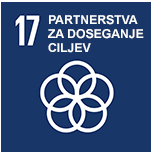 17 PARTNERSTVA
ZA DOSEGANJE
CILJEV